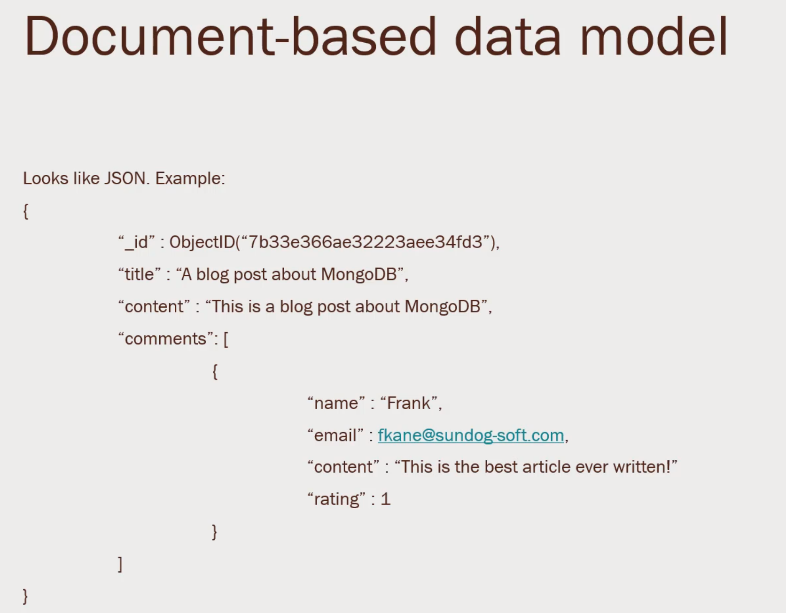 Document-based data model
Looks like JSON. Example:
{
“_id” : ObjectID(“7b33e366ae32223aee34fd3”),
“title” : “A blog post about MongoDB”,
“content” : “This is a blog post about MongoDB”,
“comments”: [
{
“name” : “Frank”,
“email” : fkane@sundog-soft.com,
“content” : “This is the best article ever written!”
“rating” : 1
}
]
}